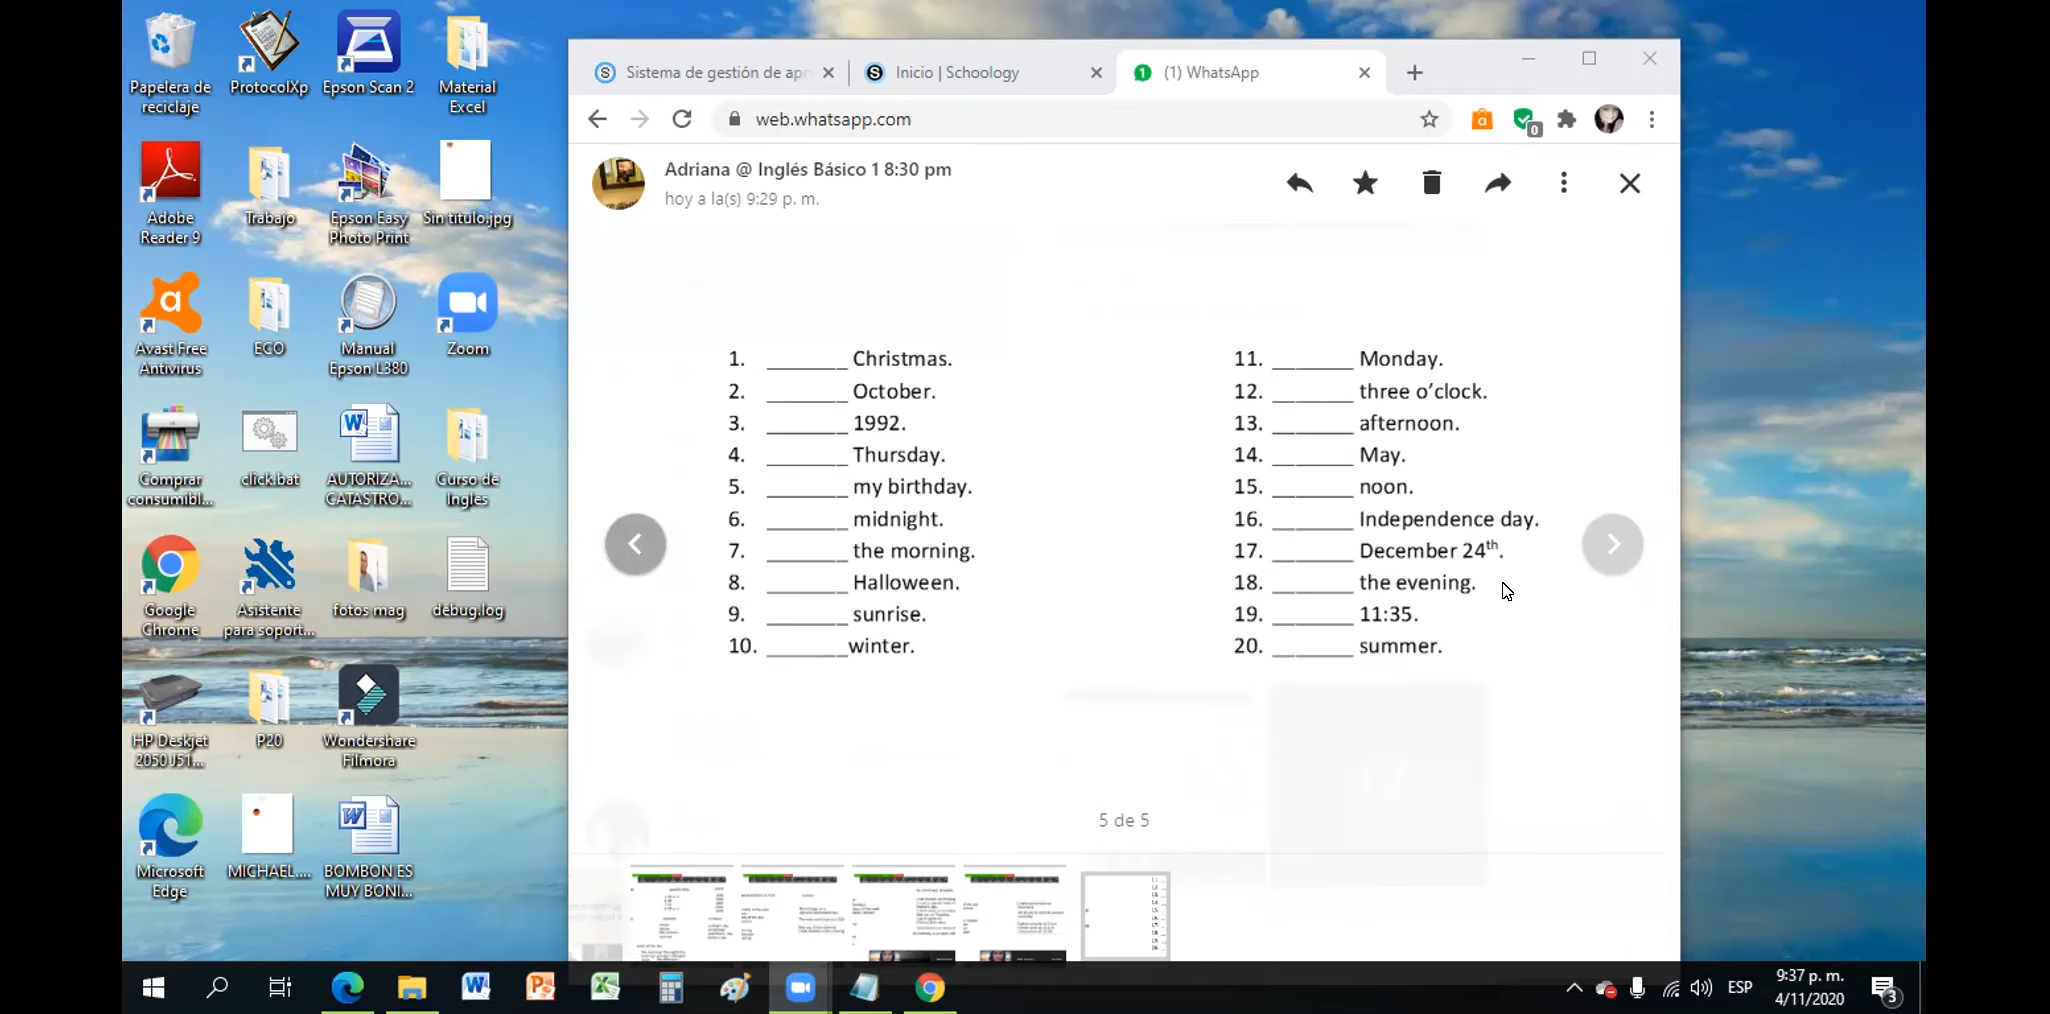 Papelera de reciclaje
ProtocolXp
Epson Scan 2
Material Excel
Adobe Reader 9
Trabajo
Epson Easy Photo Print
Sin título.jpg
Avast Free Antivirus
ECO
Manual Epson L380
Zoom
Comprar consumibl...
click.bat
AUTORIZA... CATASTRO...
Curso de Ingles
Google Chrome
Asistente para soport...
fotos mag
debug.log
HP Deskjet 2050 J51...
P20
Wondershare Filmora
Microsoft Edge
MICHAEL....
BOMBON ES MUY BONI...
Sistema de gestión de apr
Inicio | Schoology
(1) WhatsApp
web.whatsapp.com
0
Adriana @ Inglés Básico 1 8:30 pm
hoy a la(s) 9:29 p. m.
1. _______ Christmas.
2. _______ October.
3. _______ 1992.
4. _______ Thursday.
5. _______ my birthday.
6. _______ midnight.
7. _______ the morning.
8. _______ Halloween.
9. _______ sunrise.
10. _______winter.
11. _______ Monday.
12. _______ three o’clock.
13. _______ afternoon.
14. _______ May.
15. _______ noon.
16. _______ Independence day.
17. _______ December 24th.
18. _______ the evening.
19. _______ 11:35.
20. _______ summer.
5 de 5
ESP
9:37 p. m.
4/11/2020
3